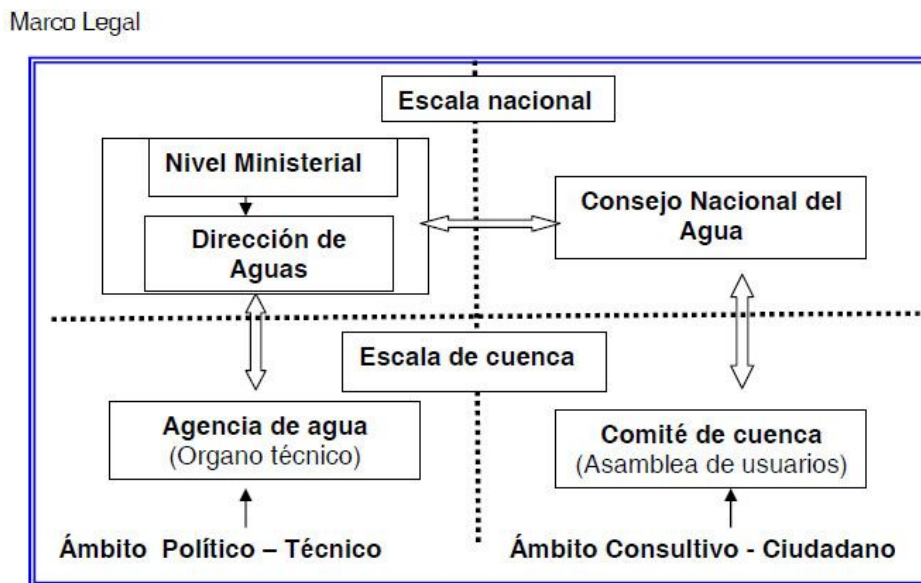 Marco Legal
Escala nacional
Nivel Ministerial
Dirección de
Aguas
Consejo Nacional del
Agua
Escala de cuenca
Agencia de agua
(Organo técnico)
Comité de cuenca
(Asamblea de usuarios)
Ámbito Político – Técnico
Ámbito Consultivo - Ciudadano